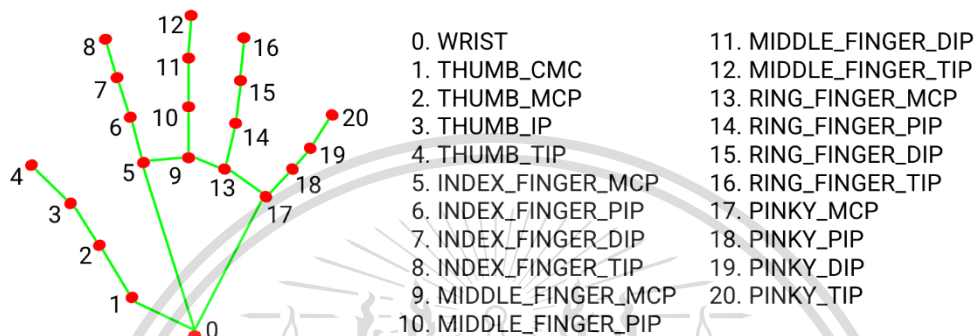 12
8
16
11
7
15
10
20
6
14
19
5
9
13
18
4
17
3
2
1
0
0. WRIST
1. THUMB_CMC
2. THUMB_MCP
3. THUMB_IP
4. THUMB_TIP
5. INDEX_FINGER_MCP
6. INDEX_FINGER_PIP
7. INDEX_FINGER_DIP
8. INDEX_FINGER_TIP
9. MIDDLE_FINGER_MCP
10. MIDDLE_FINGER_PIP
11. MIDDLE_FINGER_DIP
12. MIDDLE_FINGER_TIP
13. RING_FINGER_MCP
14. RING_FINGER_PIP
15. RING_FINGER_DIP
16. RING_FINGER_TIP
17. PINKY_MCP
18. PINKY_PIP
19. PINKY_DIP
20. PINKY_TIP